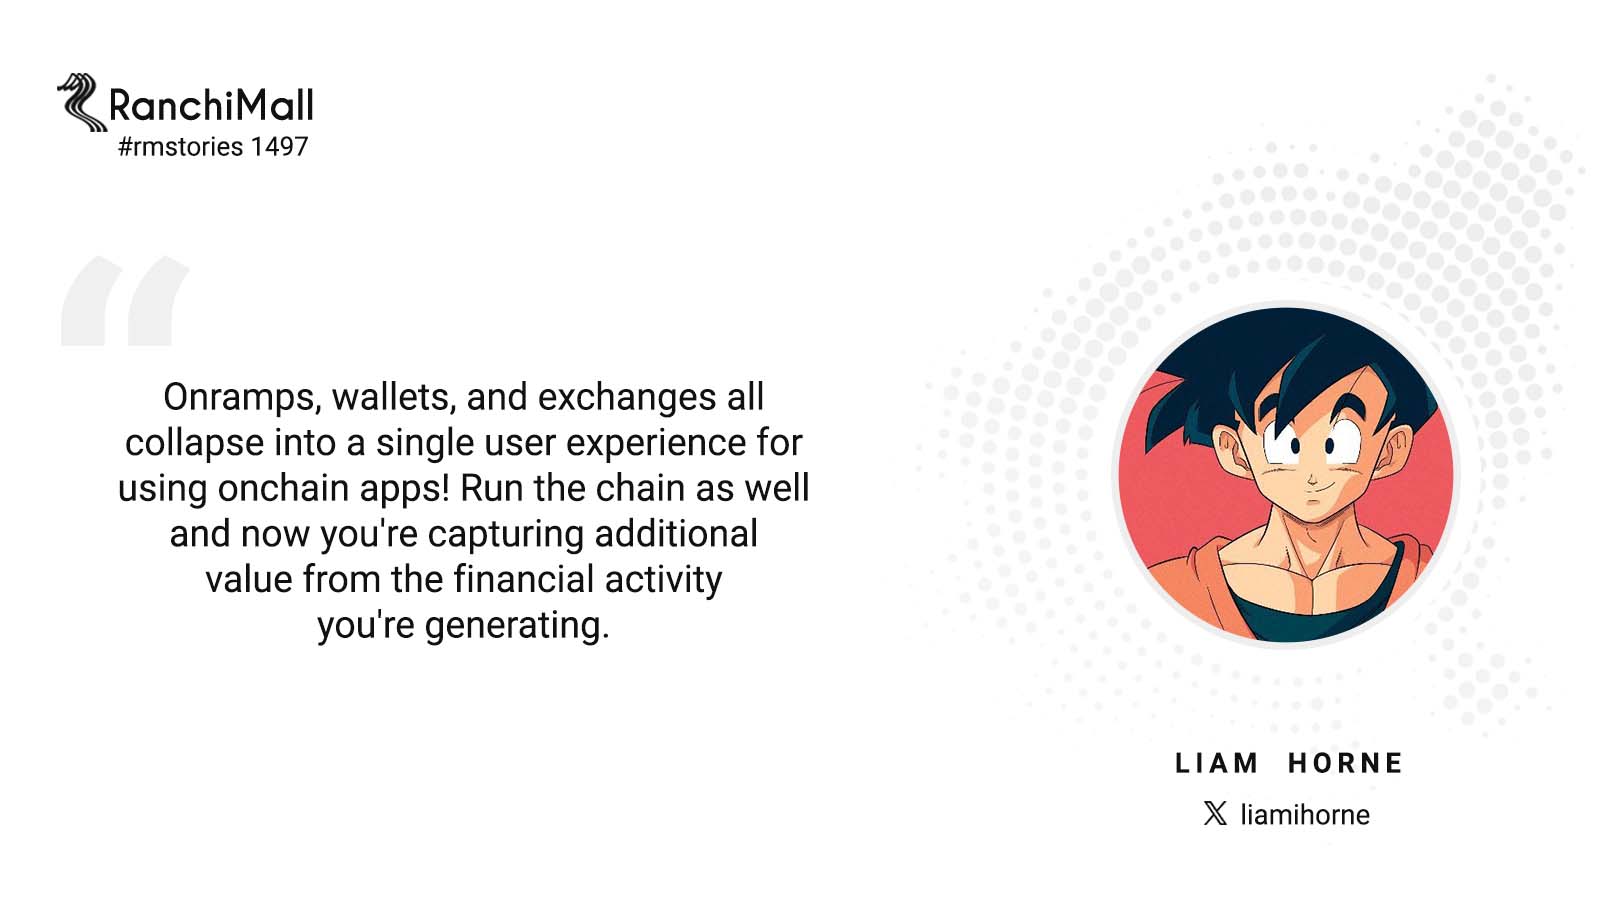 RanchiMall
#rmstories 1497
“
Onramps, wallets, and exchanges all
collapse into a single user experience for
using onchain apps! Run the chain as well
and now you're capturing additional
value from the financial activity
you're generating.
LIAM HORNE
𝕏 liamihorne